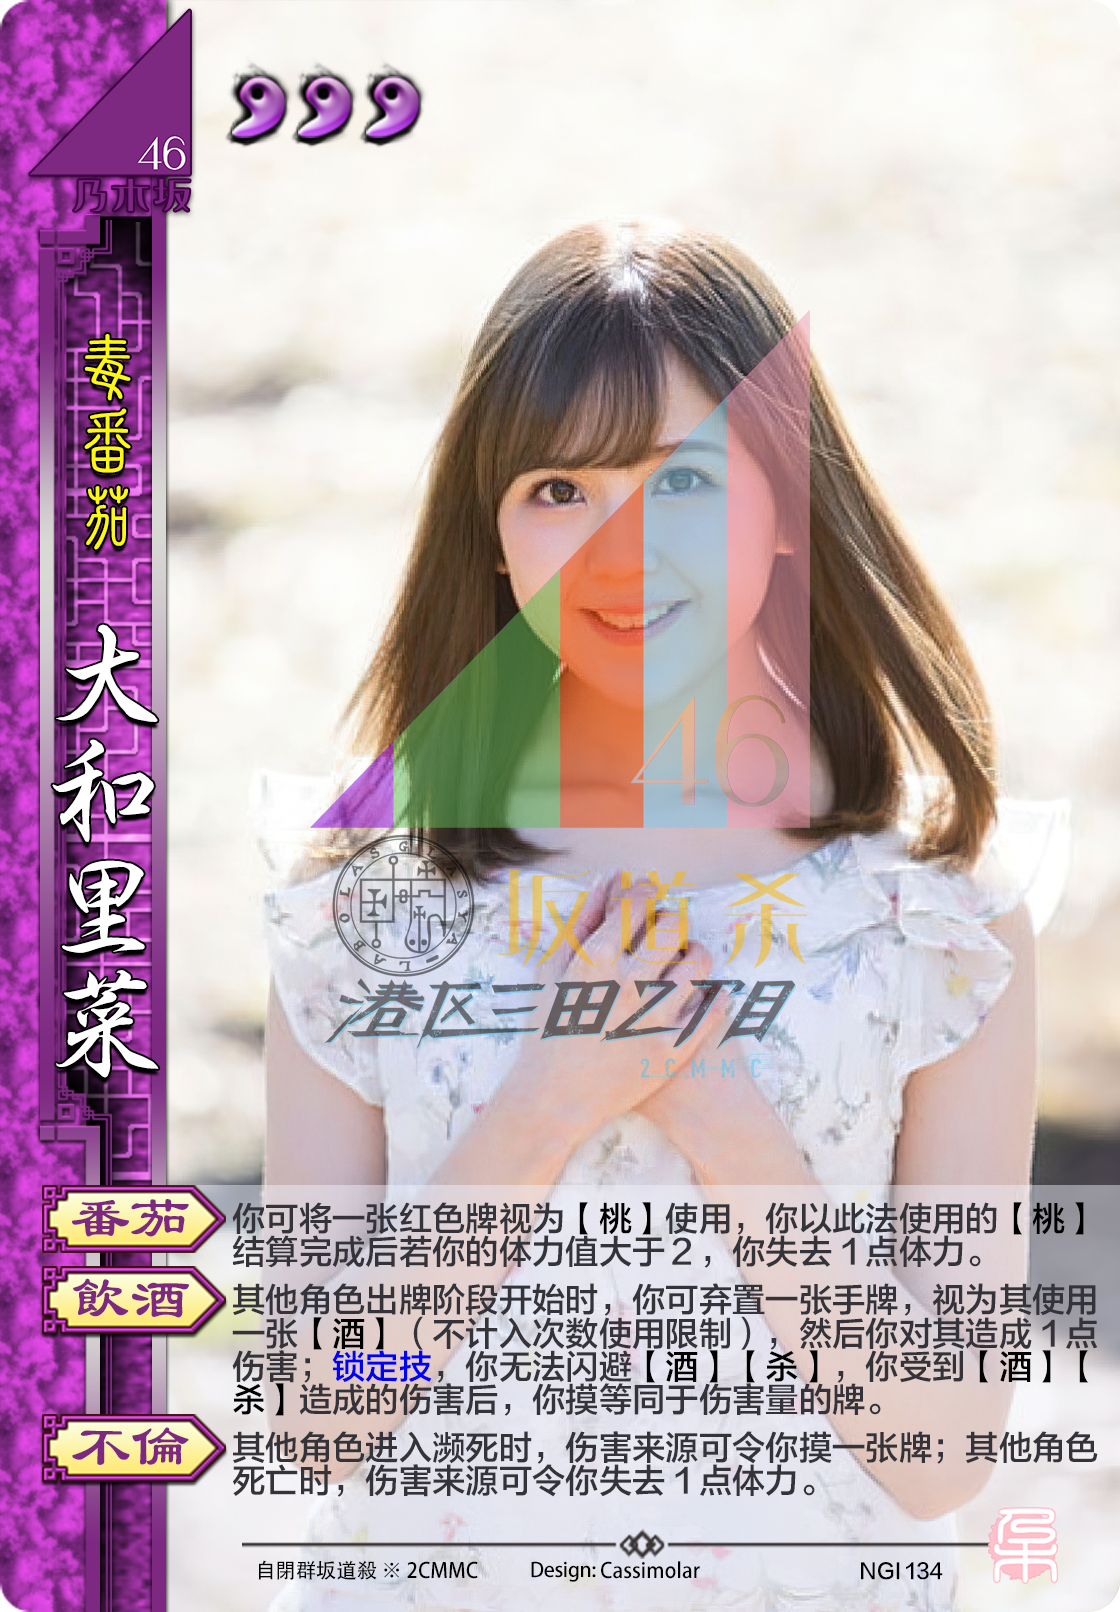 46
乃木坂
毒番茄
大和里菜
46
LABOLAS GLASYA
坂道杀
港区三田2丁目
2CMMC
番茄
你可将一张红色牌视为【桃】使用，你以此法使用的【桃】
结算完成后若你的体力值大于2，你失去1点体力。
飲酒
其他角色出牌阶段开始时，你可弃置一张手牌，视为其使用
一张【酒】（不计入次数使用限制），然后你对其造成1点
伤害；锁定技，你无法闪避【酒】【杀】，你受到【酒】【
杀】造成的伤害后，你摸等同于伤害量的牌。
不倫
其他角色进入濒死时，伤害来源可令你摸一张牌；其他角色
死亡时，伤害来源可令你失去1点体力。
自閉群坂道殺 ※ 2CMMC
Design: Cassimolar
NGI134